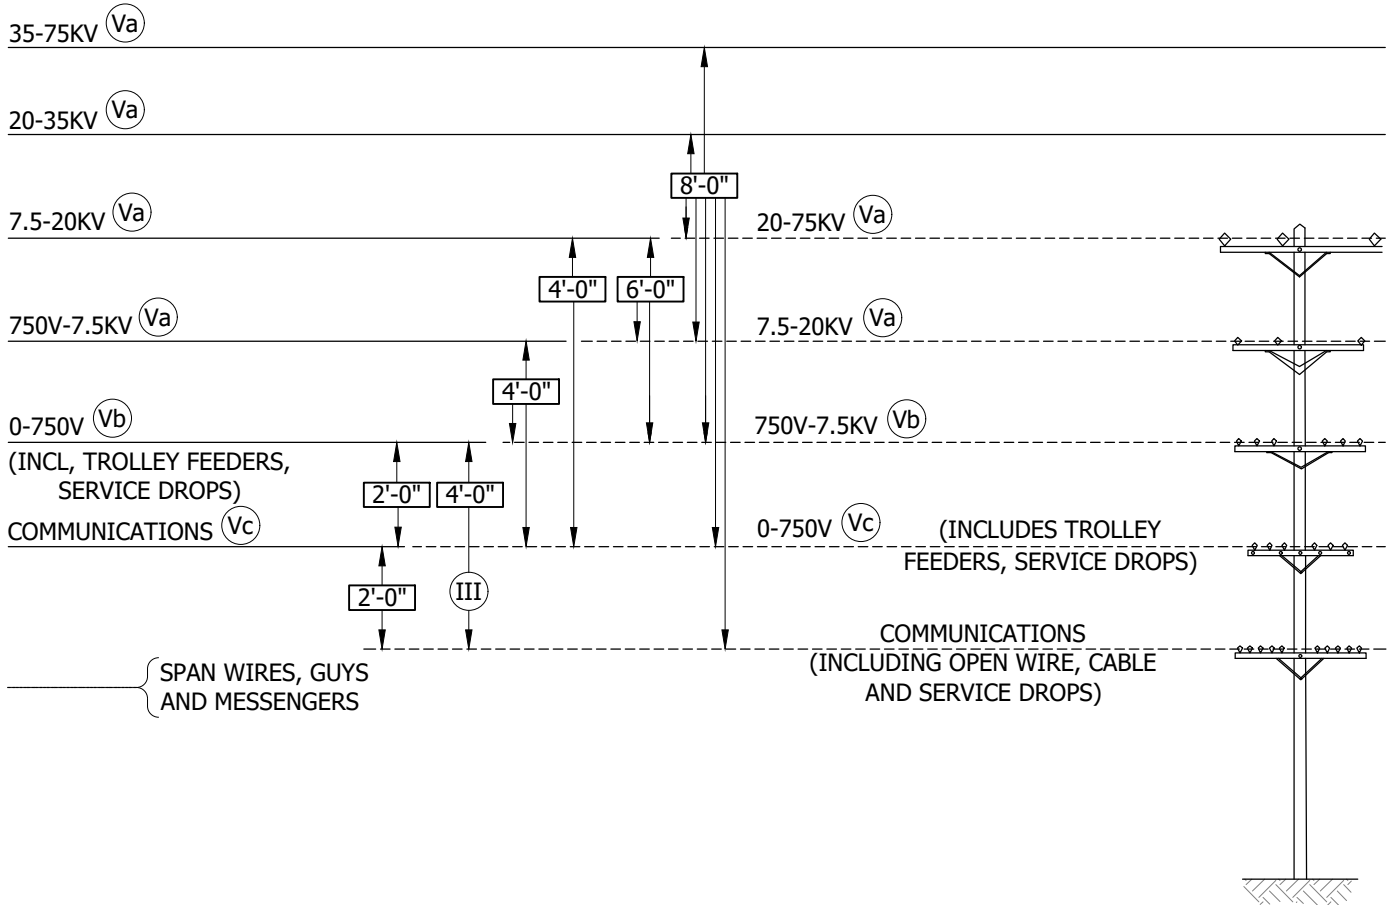 35-75KV Va
20-35KV Va
8'-0"
7.5-20KV Va
20-75KV Va
4'-0"
6'-0"
750V-7.5KV Va
7.5-20KV Va
4'-0"
0-750V Vb
750V-7.5KV Vb
(INCL, TROLLEY FEEDERS,
SERVICE DROPS)
2'-0"
4'-0"
COMMUNICATIONS Vc
0-750V Vc
(INCLUDES TROLLEY
FEEDERS, SERVICE DROPS)
2'-0"
III
COMMUNICATIONS
(INCLUDING OPEN WIRE, CABLE
AND SERVICE DROPS)
SPAN WIRES, GUYS
AND MESSENGERS